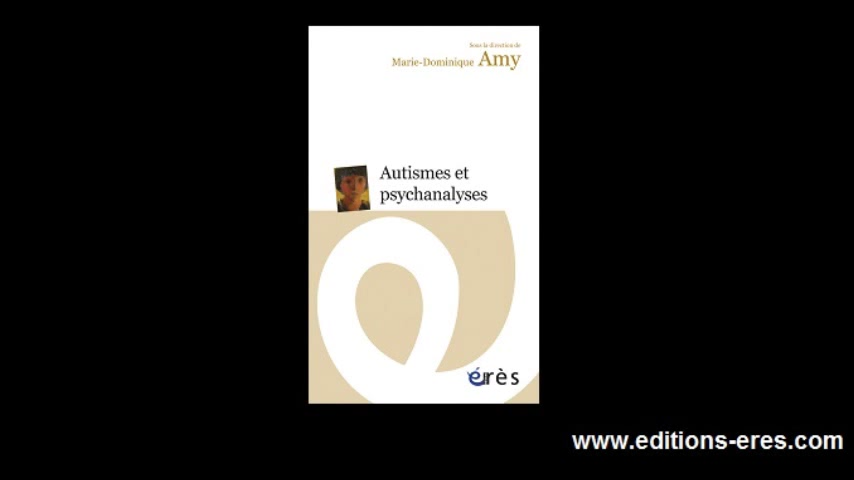 Sous la direction de
Marie-Dominique Amy
Autismes et
psychanalyses
érès
www.editions-eres.com